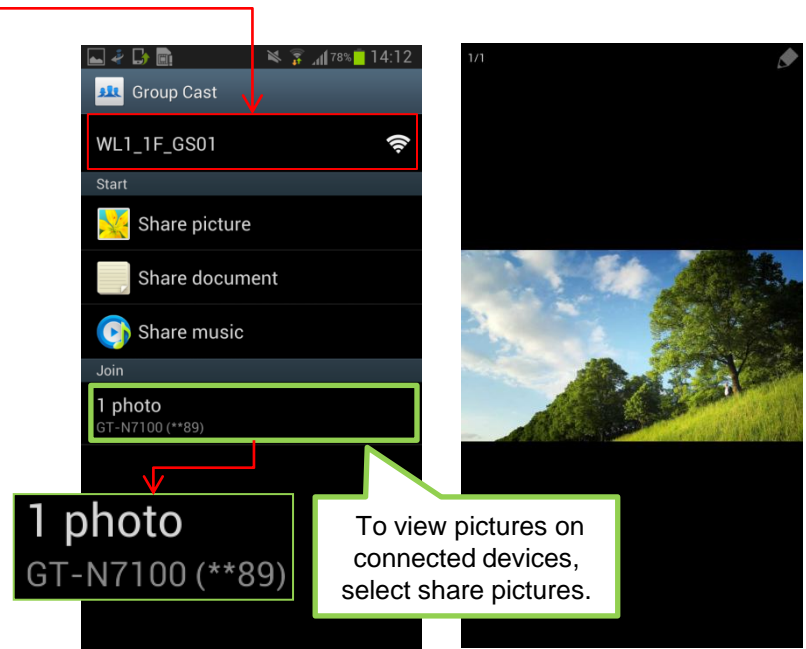 78% 14:12
Group Cast
WL1_1F_GS01
Start
Share picture
Share document
Share music
Join
1 photo
GT-N7100 (**89)
1 photo
GT-N7100 (**89)
To view pictures on
connected devices,
select share pictures.
1/1